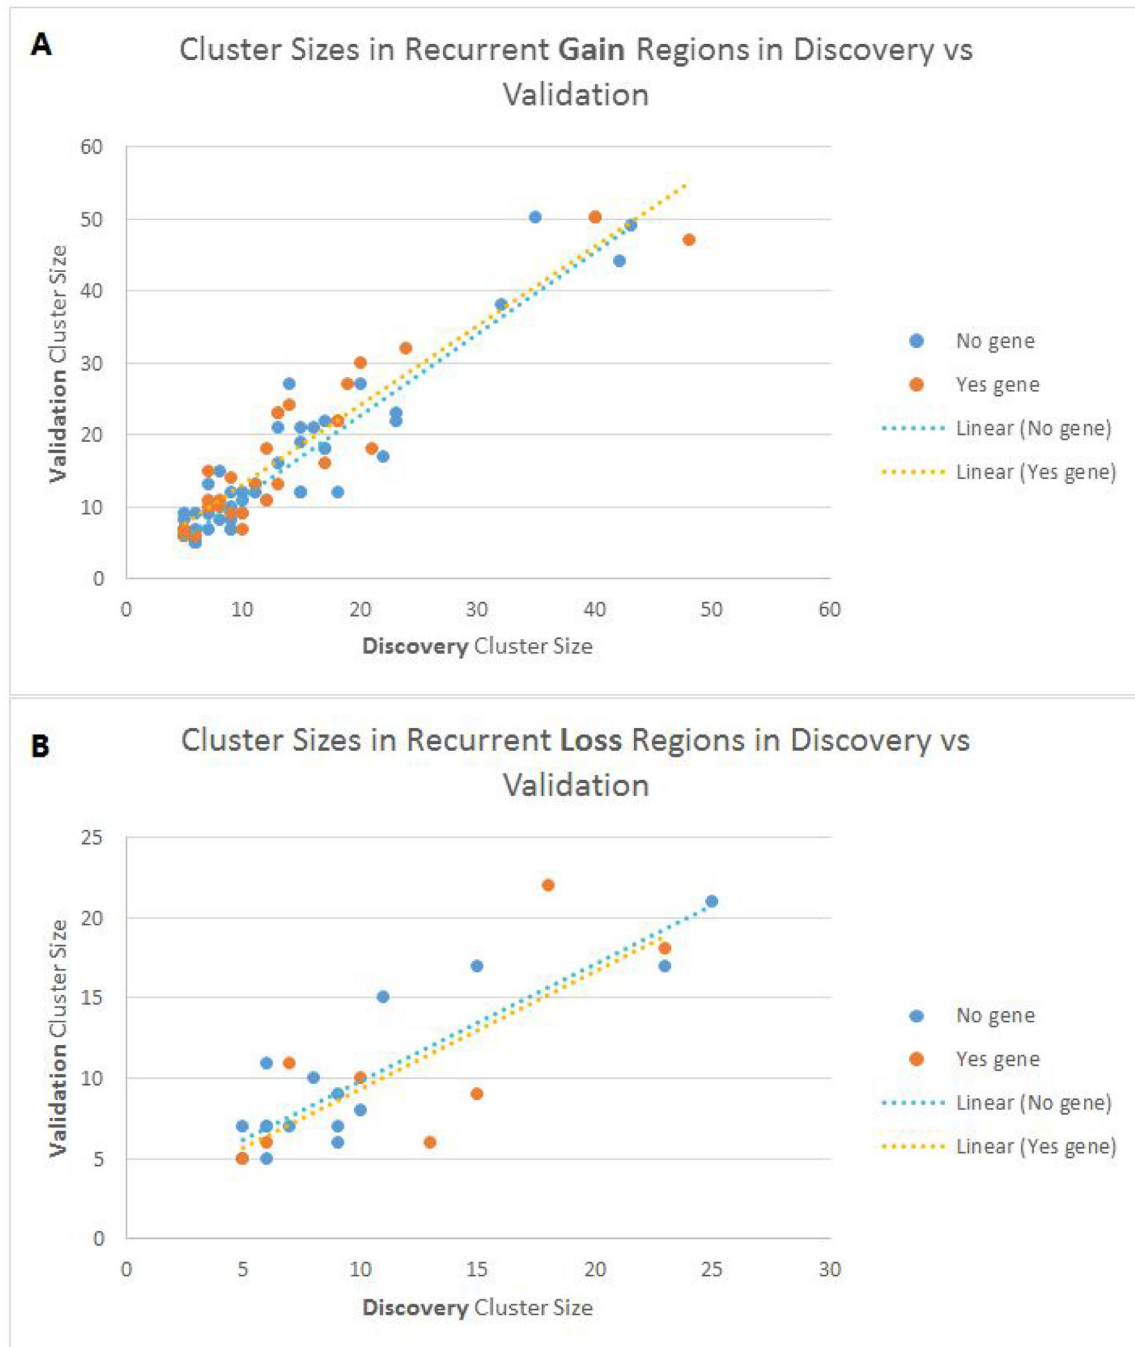 A
Cluster Sizes in Recurrent Gain Regions in Discovery vs
Validation
60
50
40
30
20
10
0
Validation Cluster Size
0 10 20 30 40 50 60
Discovery Cluster Size
No gene
Yes gene
Linear (No gene)
Linear (Yes gene)
B
Cluster Sizes in Recurrent Loss Regions in Discovery vs
Validation
25
20
15
10
5
0
Validation Cluster Size
0 5 10 15 20 25 30
Discovery Cluster Size
No gene
Yes gene
Linear (No gene)
Linear (Yes gene)